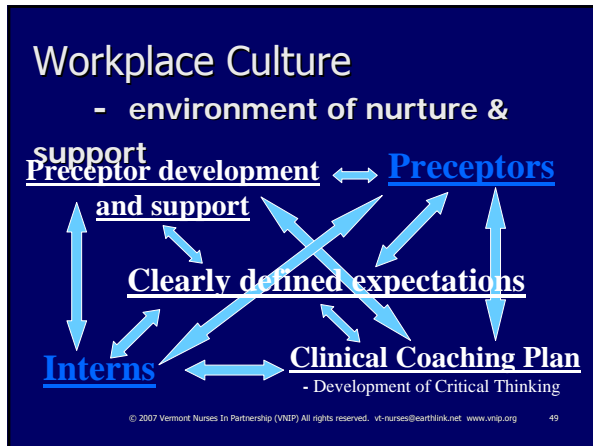 Workplace Culture
- environment of nurture &
support
Preceptor development
and support
Preceptors
Clearly defined expectations
Interns
Clinical Coaching Plan
- Development of Critical Thinking
© 2007 Vermont Nurses In Partnership (VNIP) All rights reserved. vt-nurses@earthlink.net www.vnip.org 49